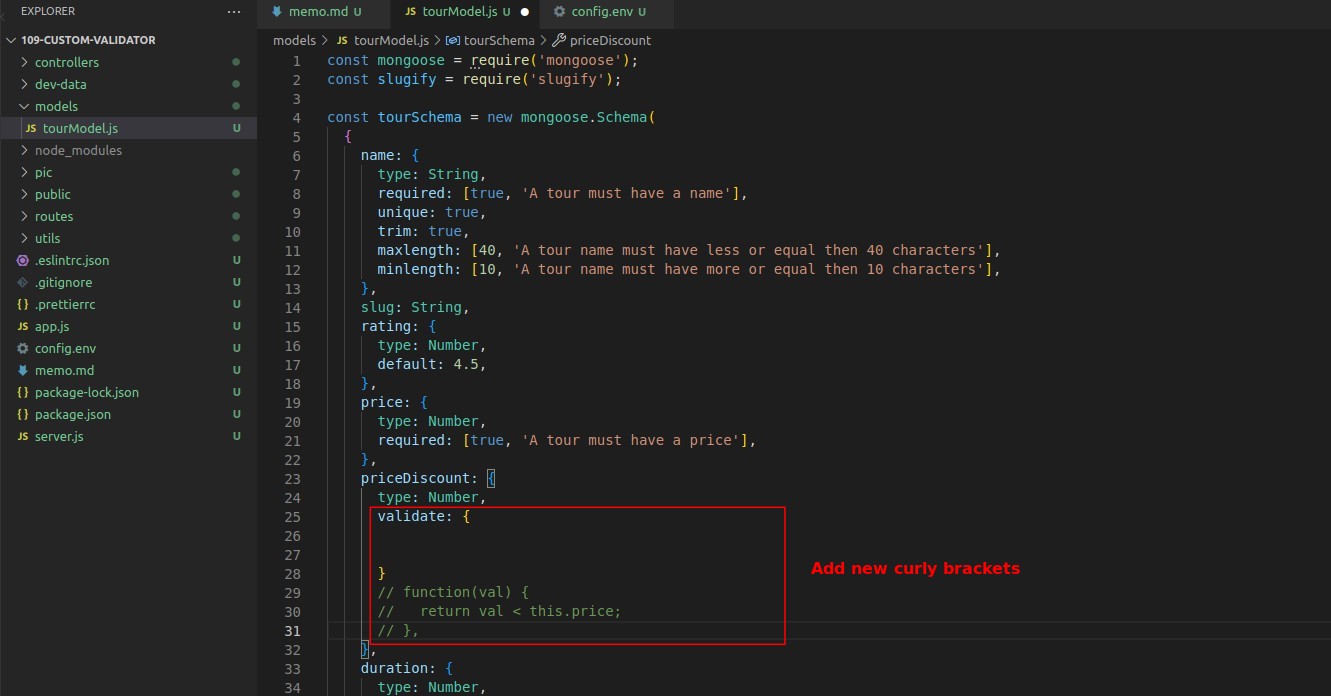 EXPLORER
···
109-CUSTOM-VALIDATOR
controllers
dev-data
models
JS tourModel.js U
node_modules
pic
public
routes
utils
.eslintrc.json U
.gitignore U
{} .prettierrc U
JS app.js U
config.env U
memo.md U
{} package-lock.json U
{} package.json U
JS server.js U
memo.md U
JS tourModel.js U
config.env U
models > JS tourModel.js > tourSchema > priceDiscount
1 const mongoose = require('mongoose');
2 const slugify = require('slugify');
3
4 const tourSchema = new mongoose.Schema(
5 {
6 name: {
7 type: String,
8 required: [true, 'A tour must have a name'],
9 unique: true,
10 trim: true,
11 maxlength: [40, 'A tour name must have less or equal then 40 characters'],
12 minlength: [10, 'A tour name must have more or equal then 10 characters'],
13 },
14 slug: String,
15 rating: {
16 type: Number,
17 default: 4.5,
18 },
19 price: {
20 type: Number,
21 required: [true, 'A tour must have a price'],
22 },
23 priceDiscount: {
24 type: Number,
25 validate: {
26
27
28 }
29 // function(val) {
30 //   return val < this.price;
31 // },
32 },
33 duration: {
34 type: Number,
Add new curly brackets